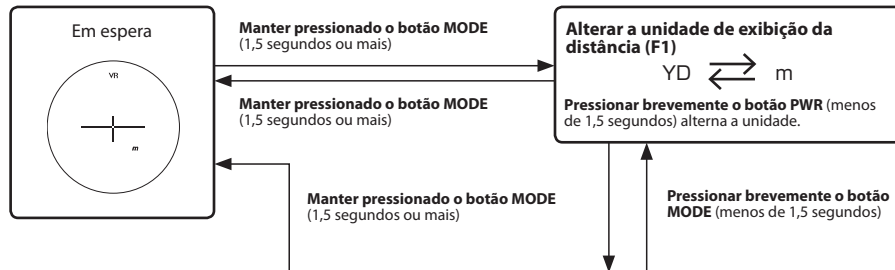 Em espera
VR
m
Manter pressionado o botão MODE
(1,5 segundos ou mais)
Manter pressionado o botão MODE
(1,5 segundos ou mais)
Alterar a unidade de exibição da
distância (F1)
YD m
Pressionar brevemente o botão PWR (menos
de 1,5 segundos) alterna a unidade.
Manter pressionado o botão MODE
(1,5 segundos ou mais)
Pressionar brevemente o botão
MODE (menos de 1,5 segundos)